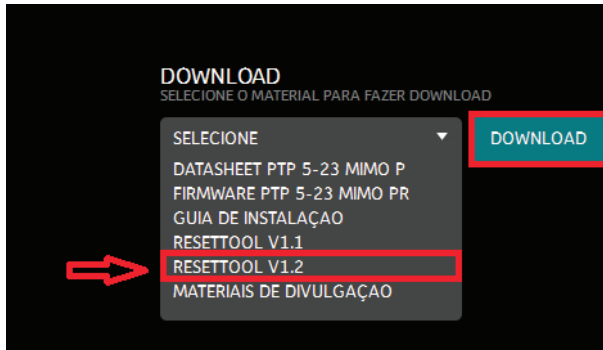 DOWNLOAD
SELECIONE O MATERIAL PARA FAZER DOWNLOAD
SELECIONE
DOWNLOAD
DATASHEET PTP 5-23 MIMO P
FIRMWARE PTP 5-23 MIMO PR
GUIA DE INSTALAÇAO
RESETTOOL V1.1
RESETTOOL V1.2
MATERIAIS DE DIVULGAÇAO